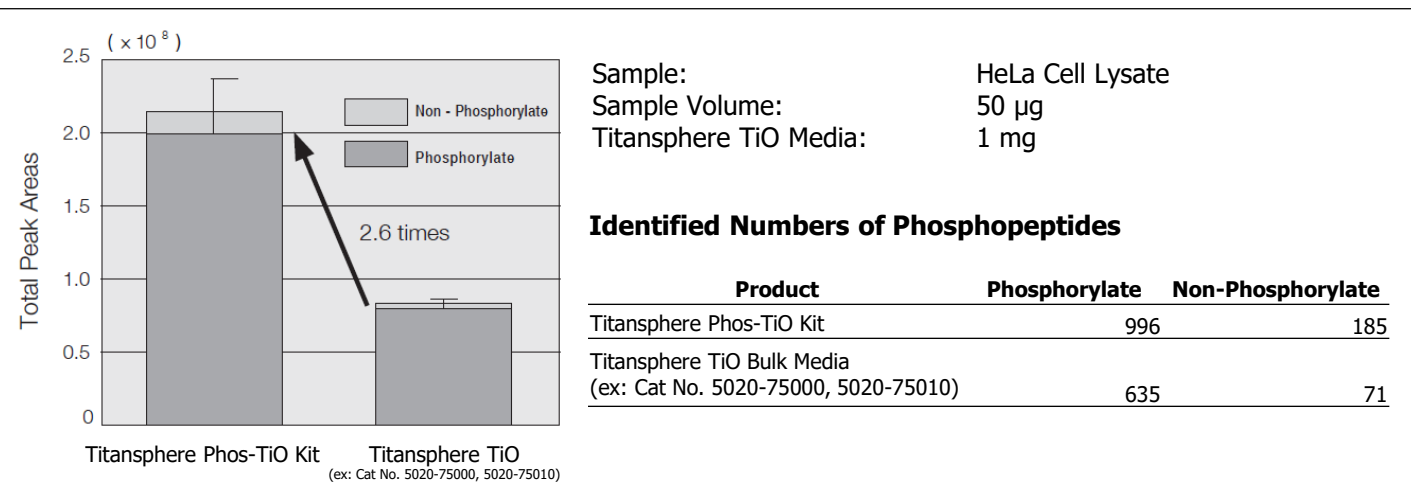 ( x 10 ⁸ )
2.5
2.0
1.5
1.0
0.5
0
Total Peak Areas
Non - Phosphorylate
Phosphorylate
2.6 times
Titansphere Phos-TiO Kit
Titansphere TiO
(ex: Cat No. 5020-75000, 5020-75010)
Sample: HeLa Cell Lysate
Sample Volume: 50 µg
Titansphere TiO Media: 1 mg
Identified Numbers of Phosphopeptides
Product Phosphorylate Non-Phosphorylate
Titansphere Phos-TiO Kit 996 185
Titansphere TiO Bulk Media
(ex: Cat No. 5020-75000, 5020-75010) 635 71